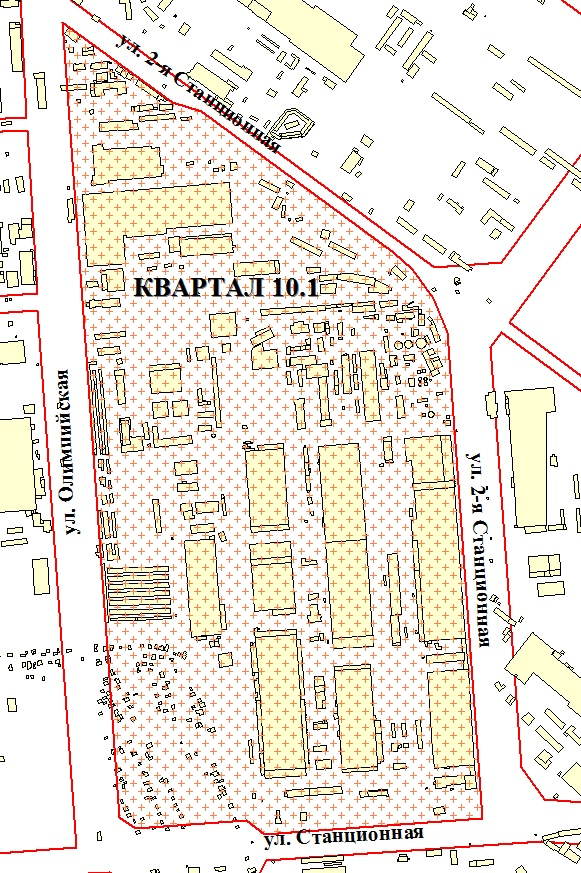 ул. 2-я Станционная
КВАРТАЛ 10.1
ул. Олимпийская
ул. 2-я Станционная
ул. Станционная